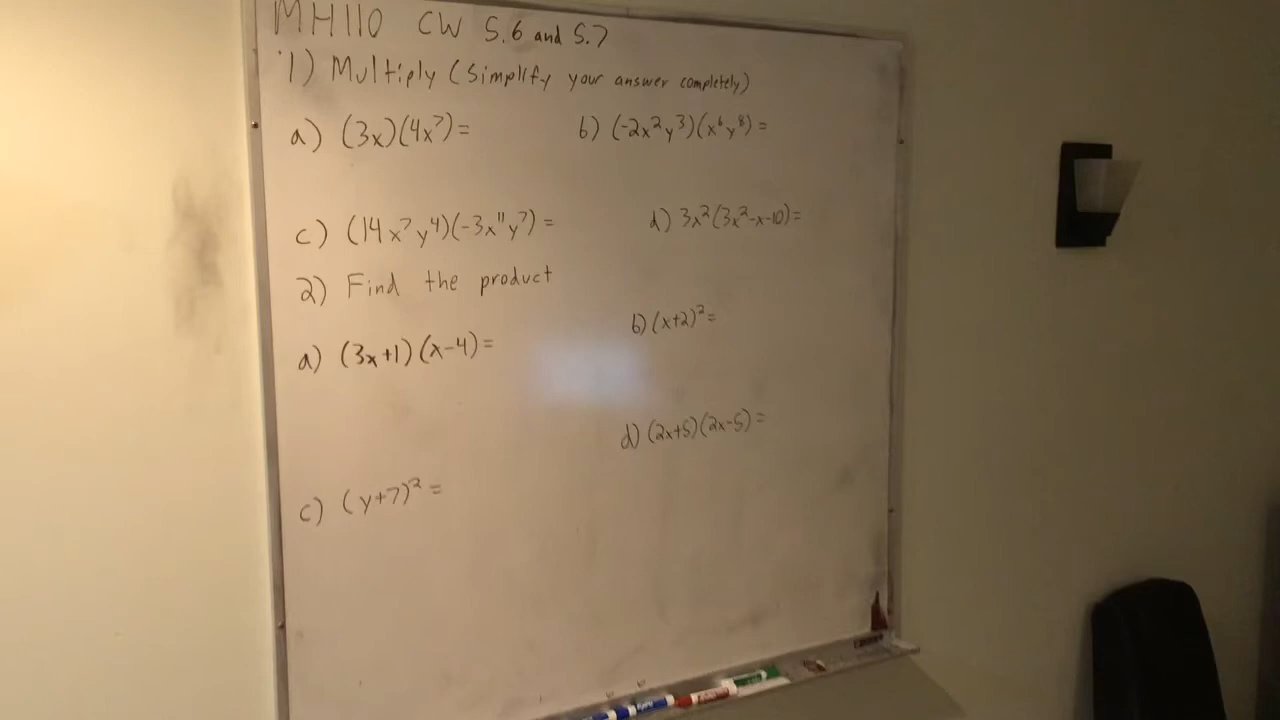 MH110 CW 5.6 and 5.7
1) Multiply (Simplify your answer completely)
a) (3x)(4x⁷)= b) (-2x²y³)(x⁶y⁸)=
c) (14x⁷y⁴)(-3x¹¹y⁷)= d) 3x²(3x²-x-10)=
2) Find the product
a) (3x+1)(x-4)= b) (x+2)²=
d) (2x+5)(2x-5)=
c) (y+7)²=